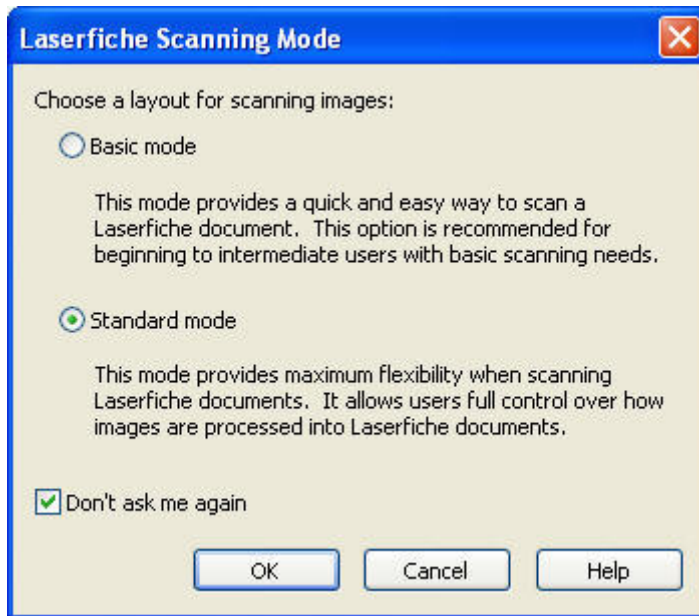 Laserfiche Scanning Mode
Choose a layout for scanning images:
Basic mode
This mode provides a quick and easy way to scan a
Laserfiche document.  This option is recommended for
beginning to intermediate users with basic scanning needs.
Standard mode
This mode provides maximum flexibility when scanning
Laserfiche documents.  It allows users full control over how
images are processed into Laserfiche documents.
Don't ask me again
OK Cancel Help